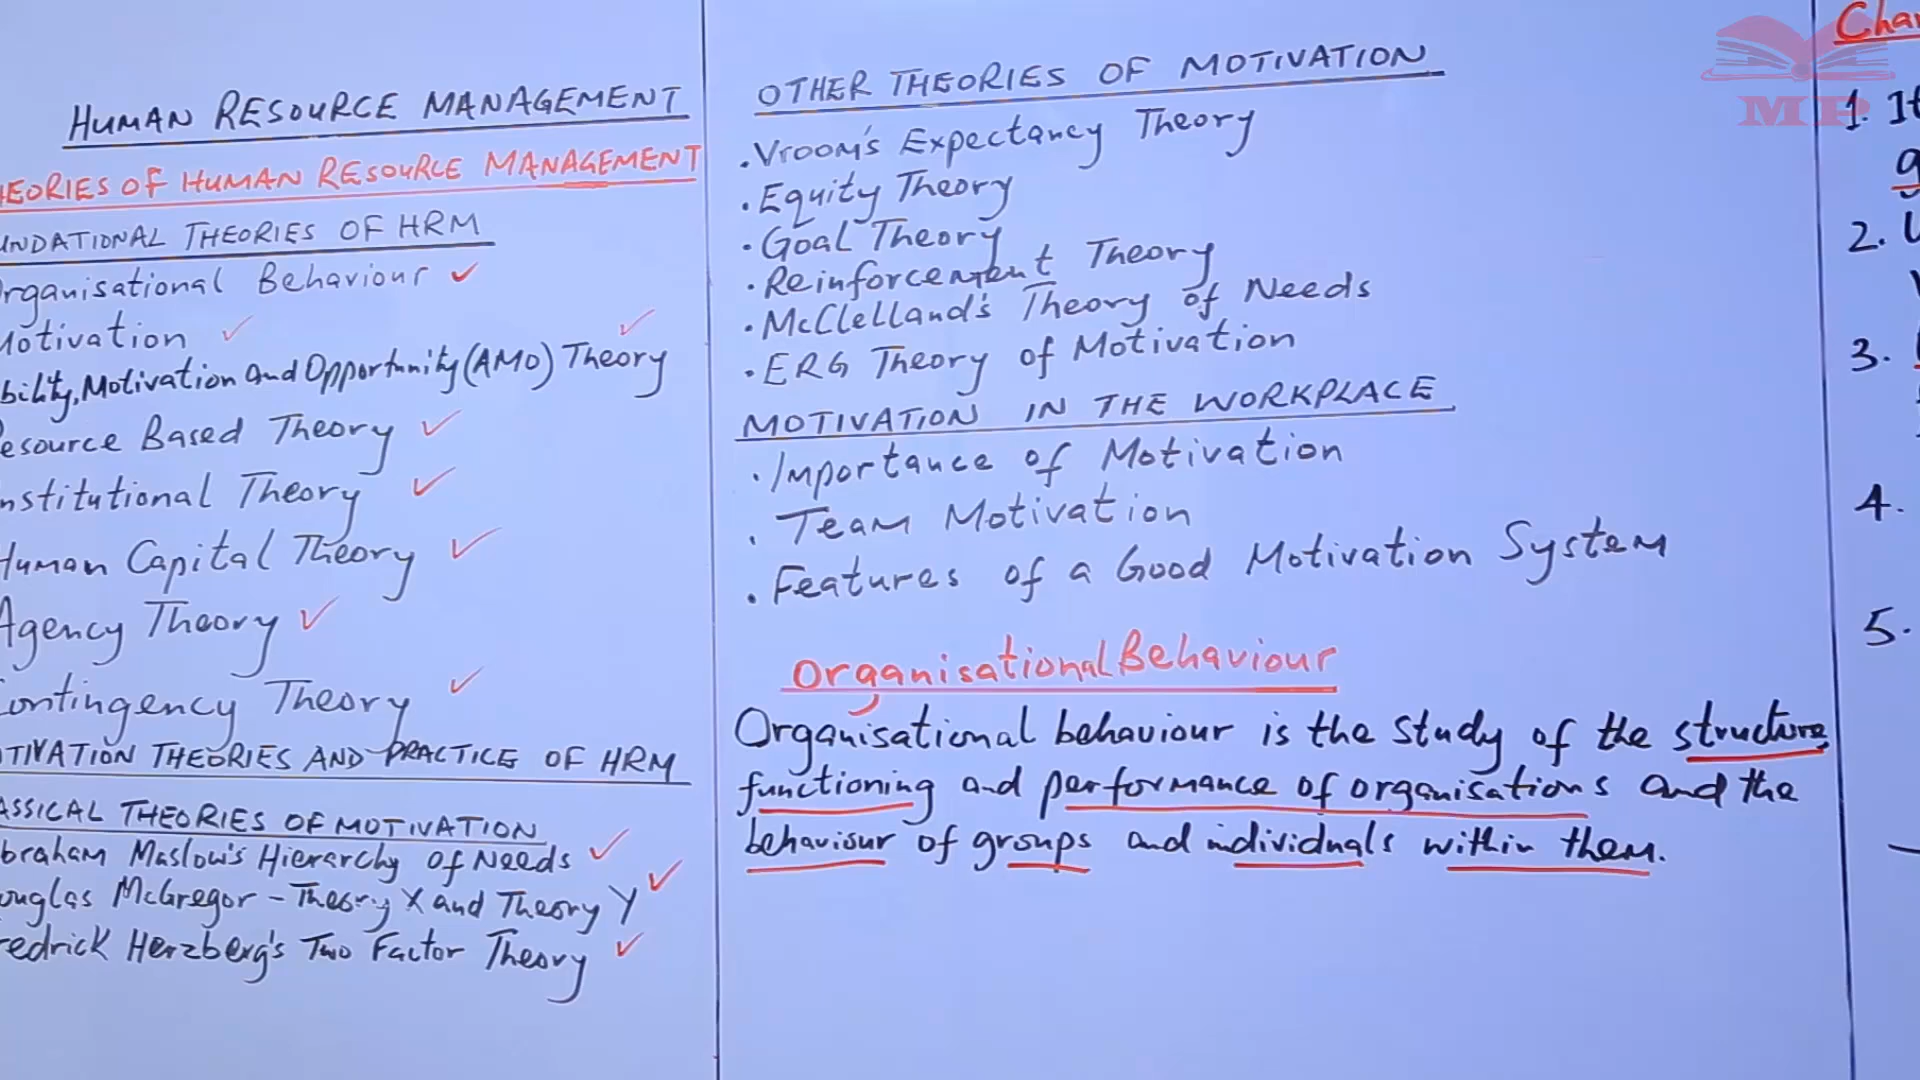 HUMAN RESOURCE MANAGEMENT
EORIES OF HUMAN RESOURCE MANAGEMENT
UNDATIONAL THEORIES OF HRM
rganisational Behaviour ✓
Motivation ✓
bility, Motivation and Opportunity (AMO) Theory ✓
esource Based Theory ✓
nstitutional Theory ✓
Human Capital Theory ✓
Agency Theory ✓
ontingency Theory ✓
TIVATION THEORIES AND PRACTICE OF HRM
ASSICAL THEORIES OF MOTIVATION
braham Maslow's Hierarchy of Needs ✓
ouglas McGregor - Theory X and Theory Y ✓
redrick Herzberg's Two Factor Theory ✓
OTHER THEORIES OF MOTIVATION
. Vroom's Expectancy Theory
. Equity Theory
. Goal Theory
. Reinforcement Theory
. McClelland's Theory of Needs
. ERG Theory of Motivation
MOTIVATION IN THE WORKPLACE
. Importance of Motivation
. Team Motivation
. Features of a Good Motivation System
Organisational Behaviour
Organisational behaviour is the study of the structure,
functioning and performance of organisations and the
behaviour of groups and individuals within them.
Char
MP
1. It
g
2.
3.
4.
5.